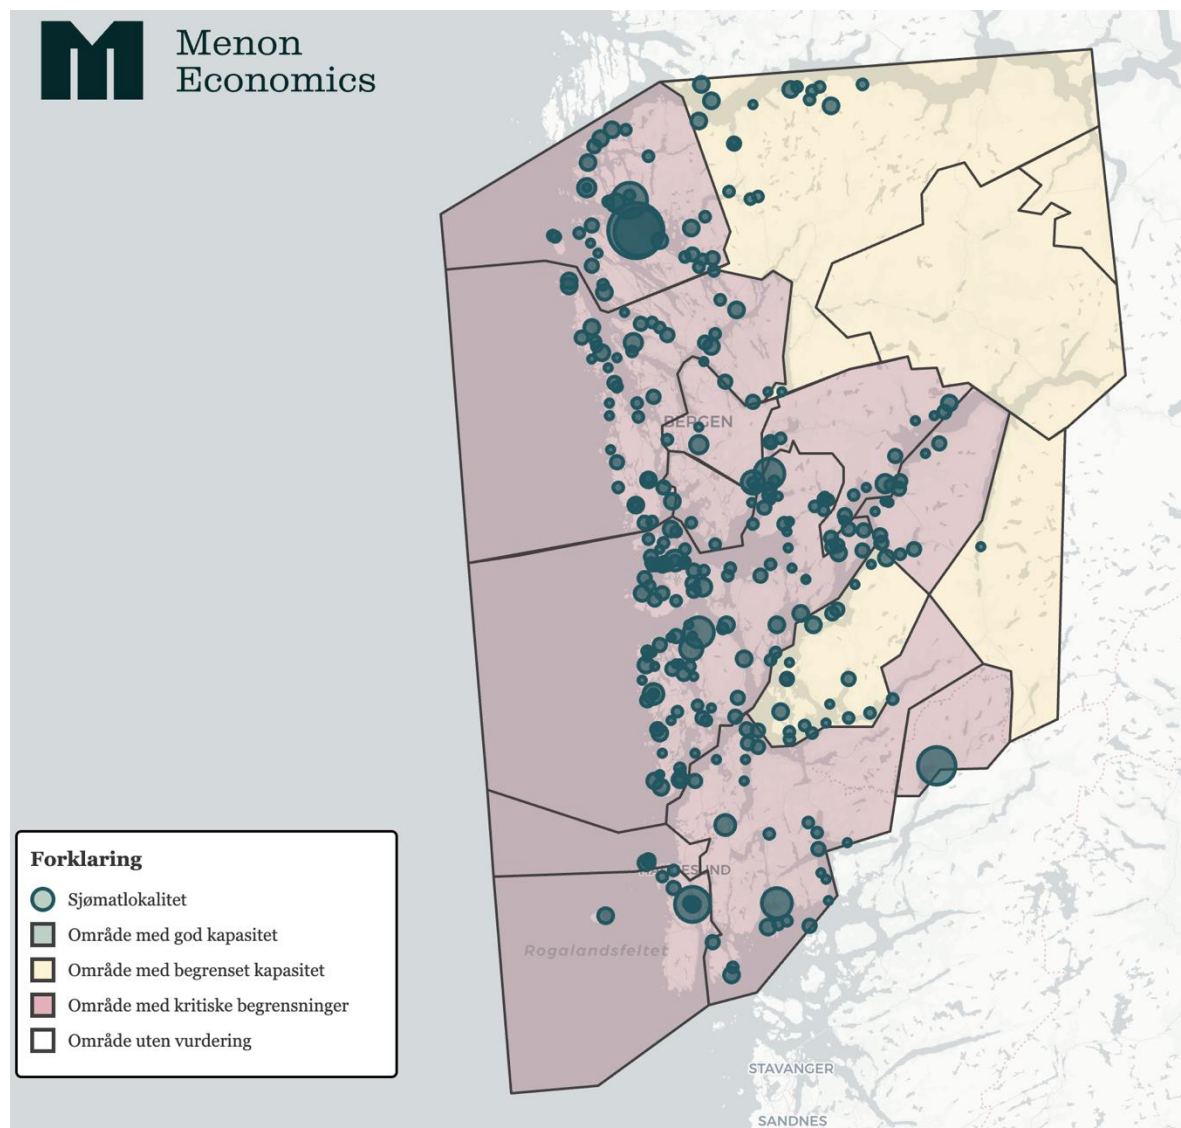 Menon
Economics
BERGEN
Forklaring
Sjømatlokalitet
Område med god kapasitet
Område med begrenset kapasitet
Område med kritiske begrensninger
Område uten vurdering
Rogalandsfeltet
STAVANGER
SANDNES